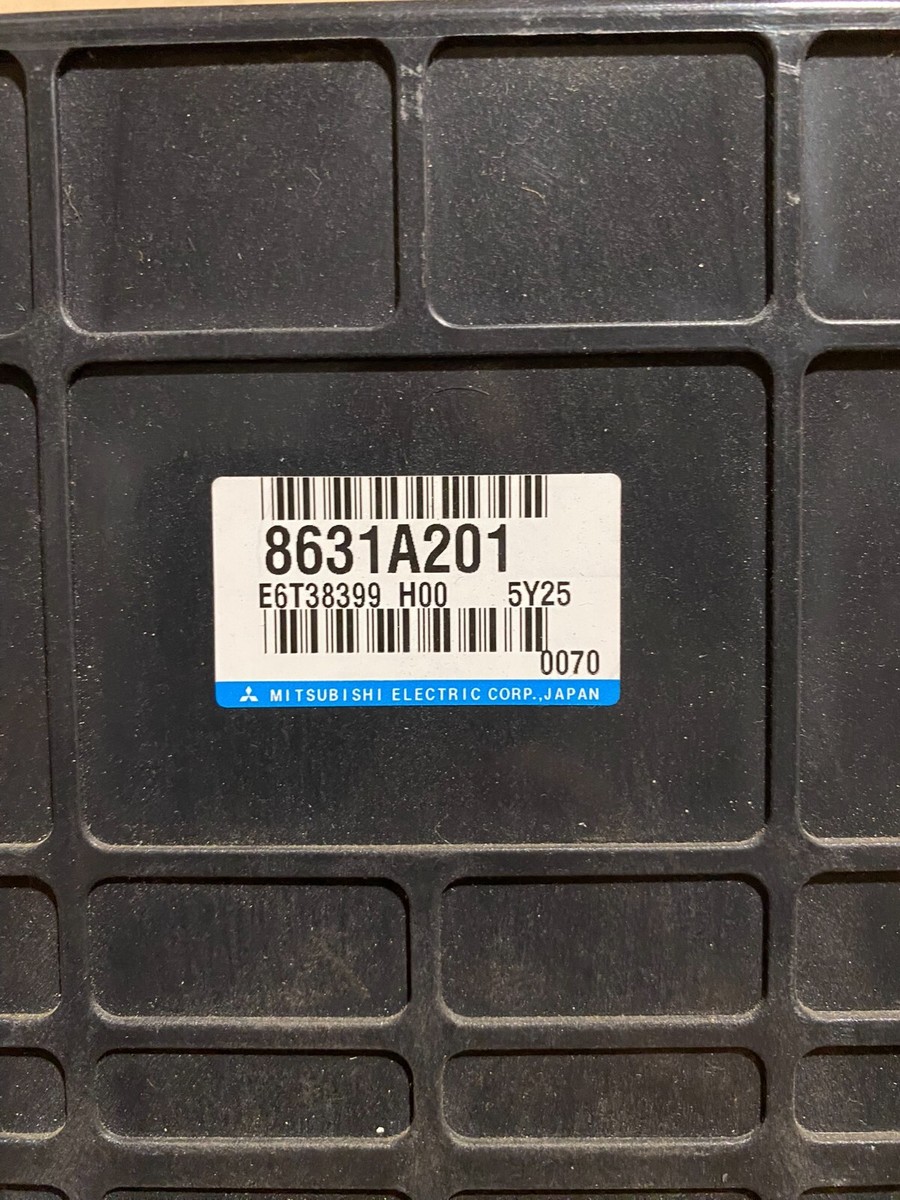 8631A201
E6T38399 H00 5Y25
0070
MITSUBISHI ELECTRIC CORP.,JAPAN